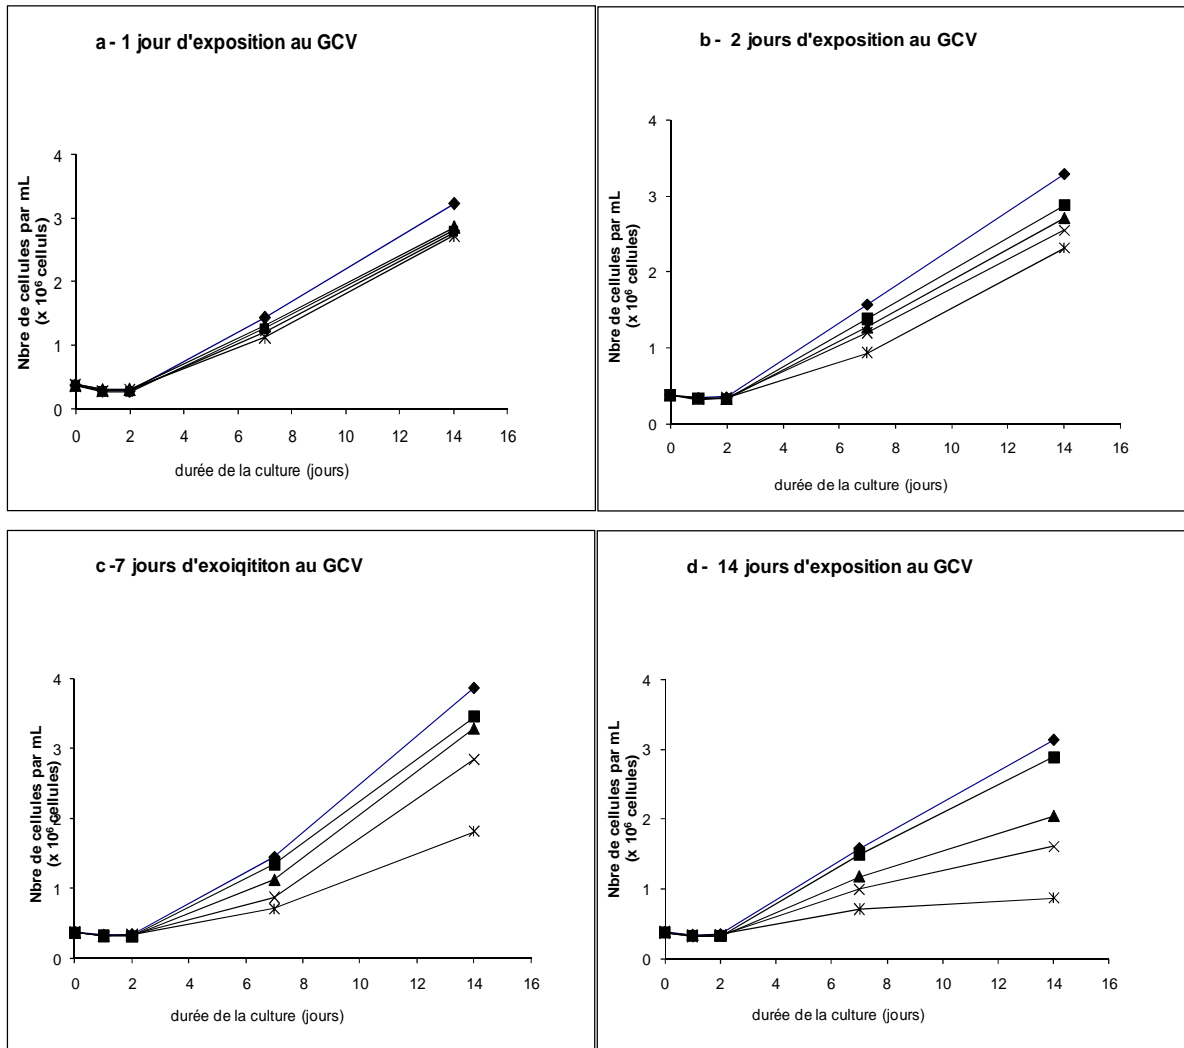 a - 1 jour d'exposition au GCV
Nbre de cellules par mL
(x 10⁶ celluls)
4
3
2
1
0
0 2 4 6 8 10 12 14 16
durée de la culture (jours)
b - 2 jours d'exposition au GCV
Nbre de cellules par mL
(x 10⁶ cellules)
4
3
2
1
0
0 2 4 6 8 10 12 14 16
durée de la culture (jours)
c -7 jours d'exoiqititon au GCV
Nbre de cellules par mL
(x 10⁶ cellules)
4
3
2
1
0
0 2 4 6 8 10 12 14 16
durée de la culture (jours)
d - 14 jours d'exposition au GCV
Nbre de cellules par mL
(x 10⁶ cellules)
4
3
2
1
0
0 2 4 6 8 10 12 14 16
durée de la culture (jours)